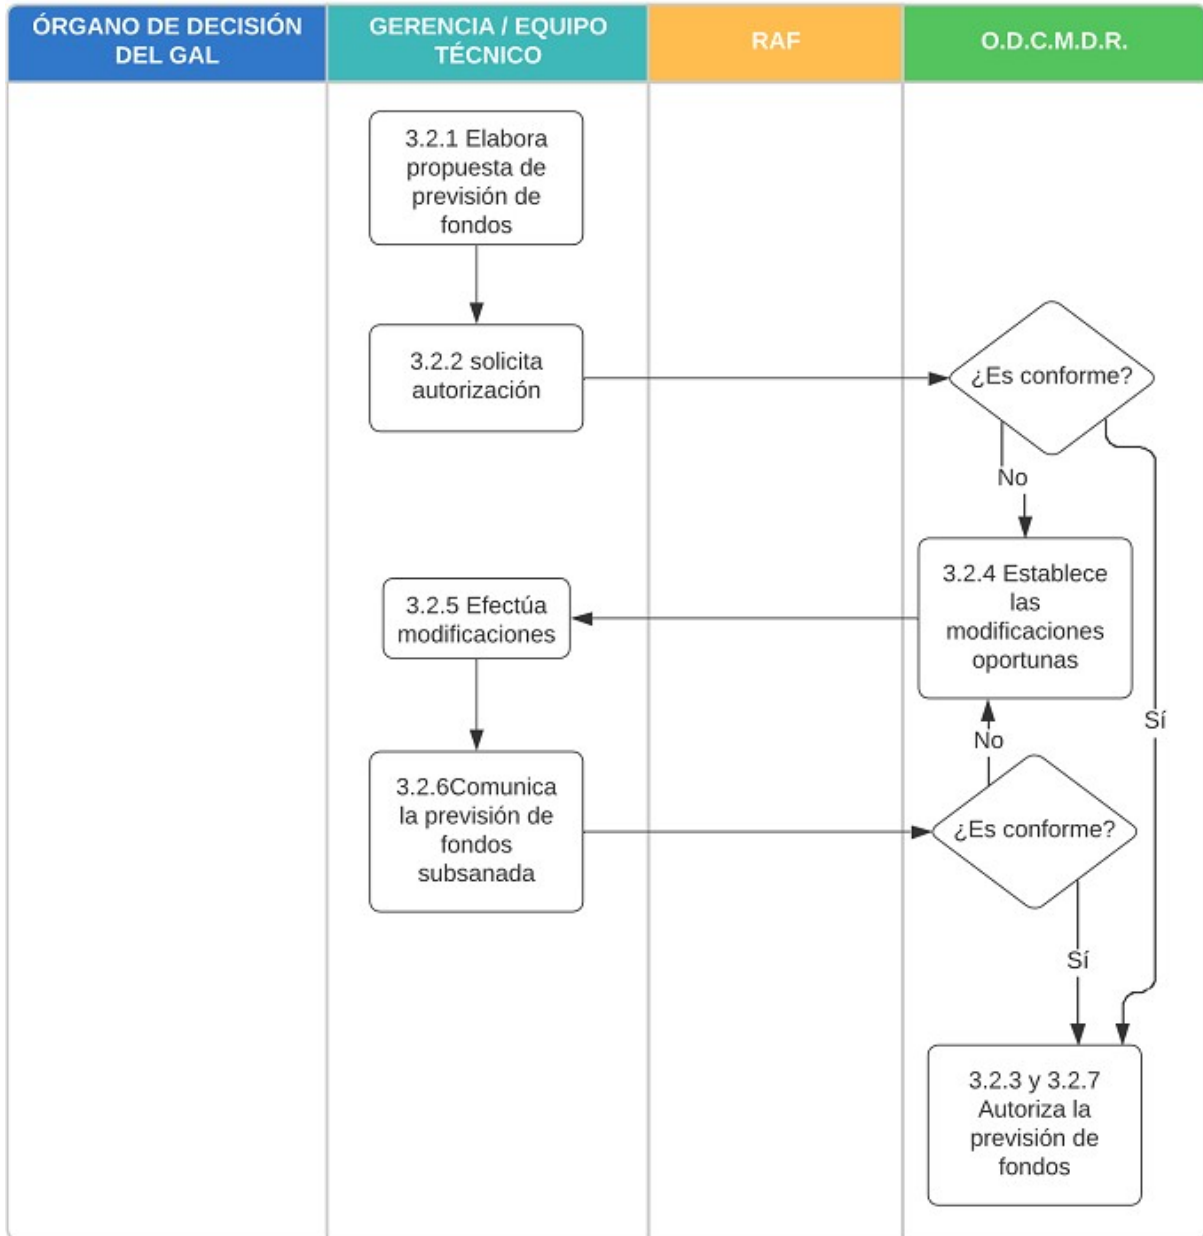 ÓRGANO DE DECISIÓN
DEL GAL
GERENCIA / EQUIPO
TÉCNICO
RAF
O.D.C.M.D.R.
3.2.1 Elabora
propuesta de
previsión de
fondos
3.2.2 solicita
autorización
¿Es conforme?
No
3.2.4 Establece
las
modificaciones
oportunas
3.2.5 Efectúa
modificaciones
Sí
No
3.2.6Comunica
la previsión de
fondos
subsanada
¿Es conforme?
Sí
3.2.3 y 3.2.7
Autoriza la
previsión de
fondos